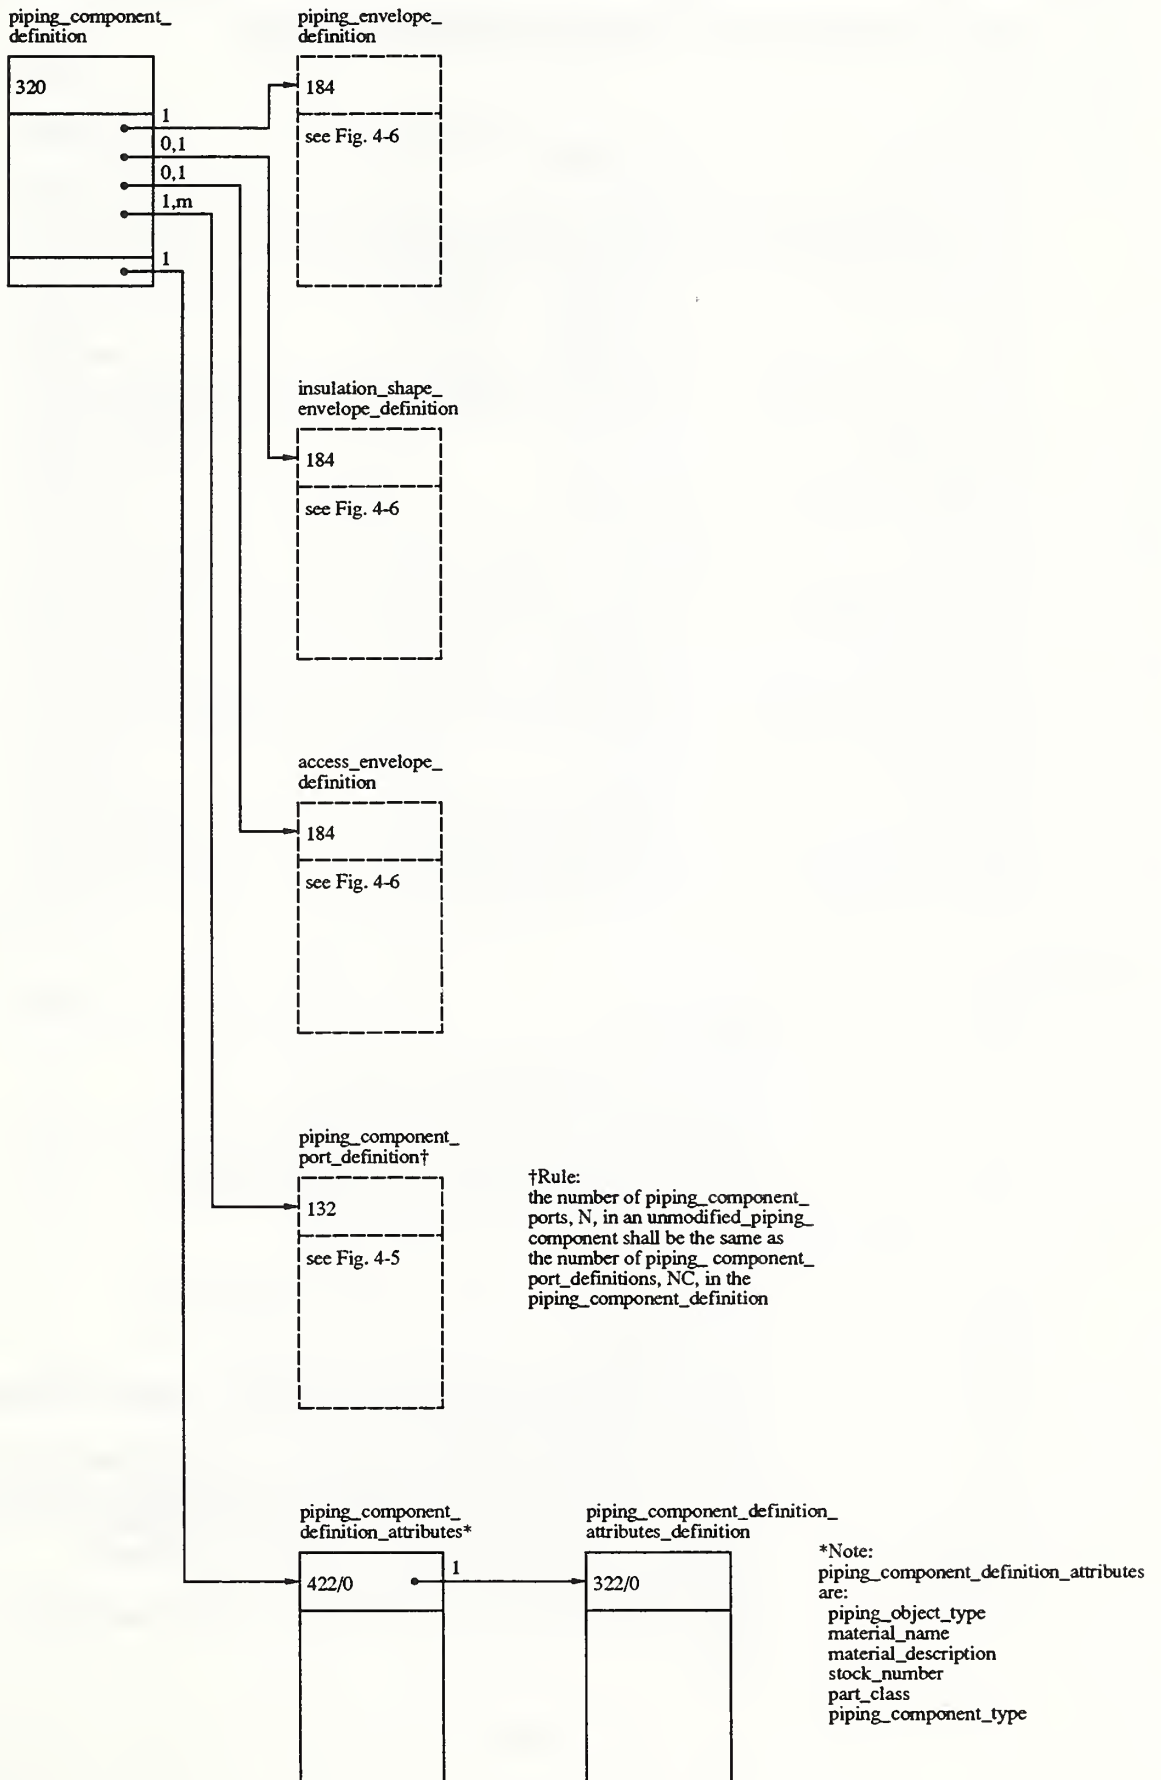 piping_component_
definition
320
1
0,1
0,1
1,m
1
piping_envelope_
definition
184
see Fig. 4-6
insulation_shape_
envelope_definition
184
see Fig. 4-6
access_envelope_
definition
184
see Fig. 4-6
piping_component_
port_definition†
132
see Fig. 4-5
†Rule:
the number of piping_component_
ports, N, in an unmodified_piping_
component shall be the same as
the number of piping_ component_
port_definitions, NC, in the
piping_component_definition
piping_component_
definition_attributes*
422/0
1
piping_component_definition_
attributes_definition
322/0
*Note:
piping_component_definition_attributes
are:
piping_object_type
material_name
material_description
stock_number
part_class
piping_component_type